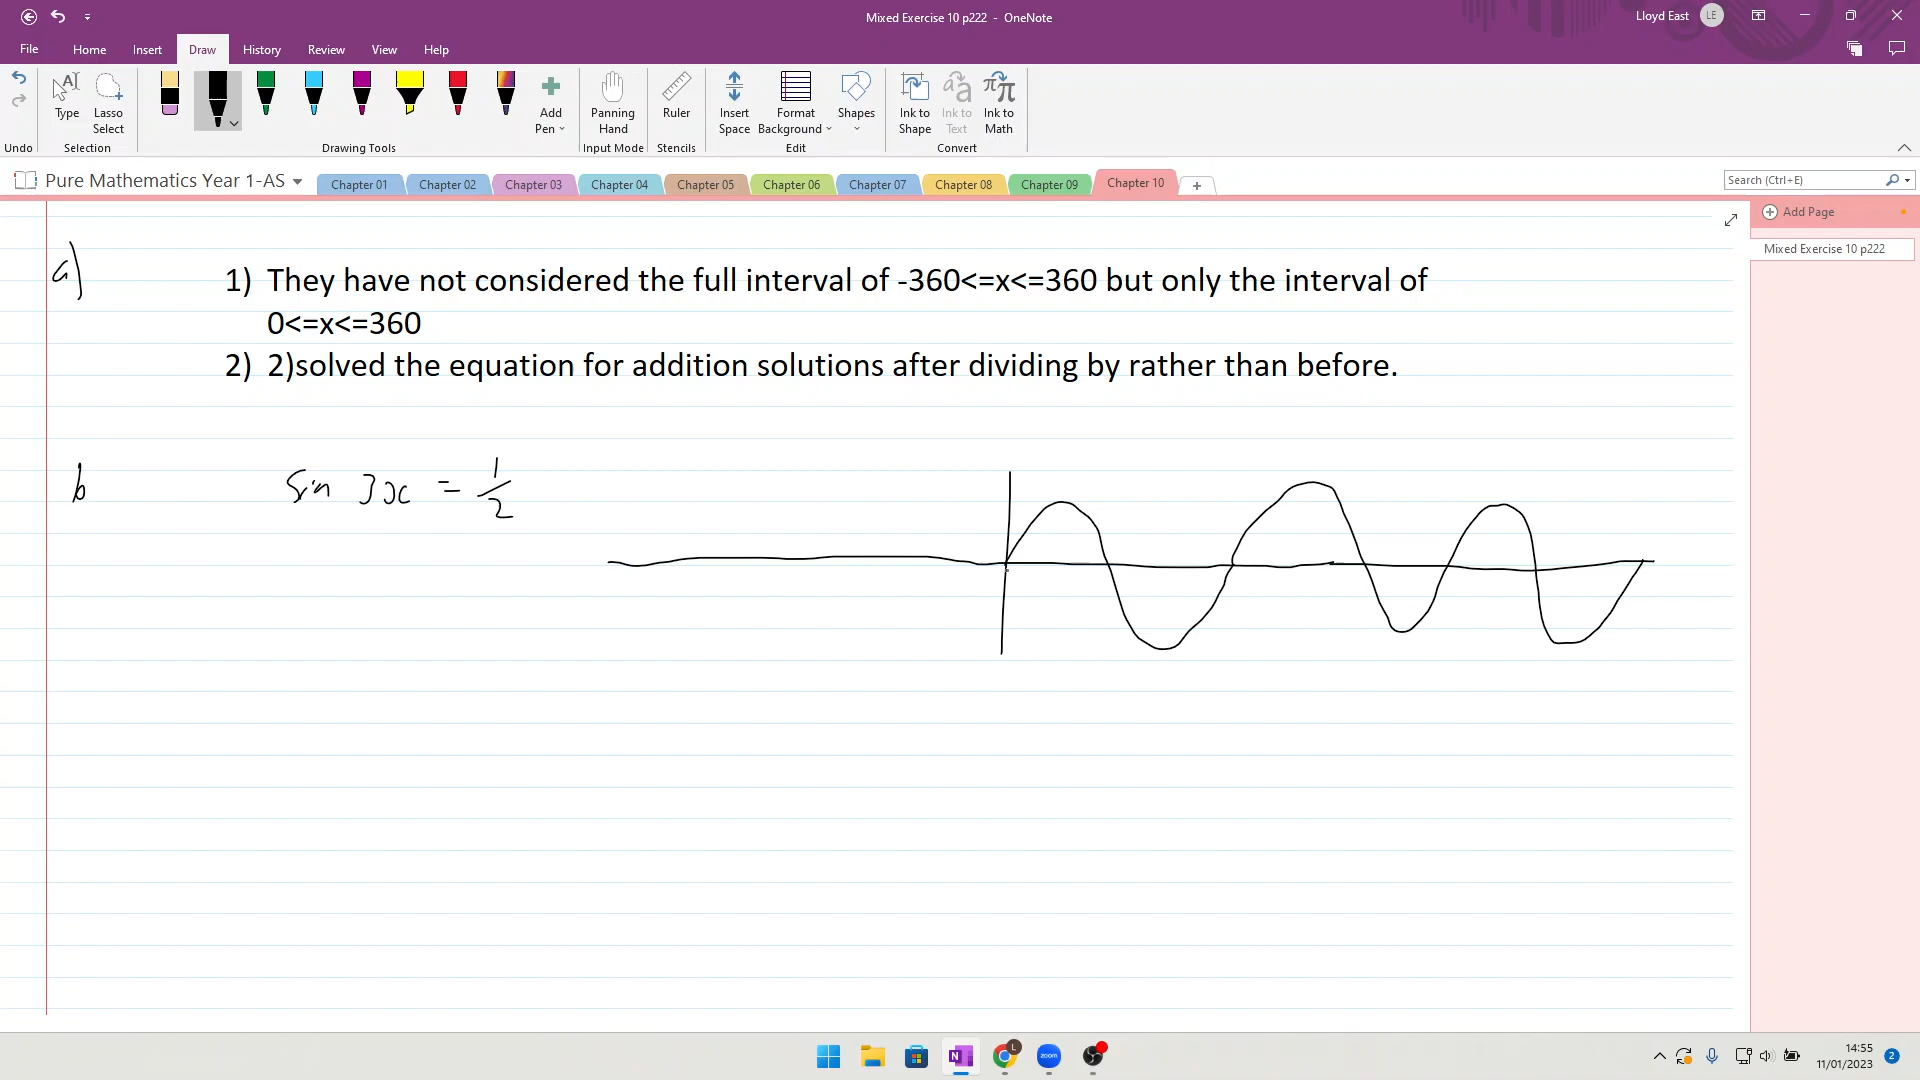 Mixed Exercise 10 p222 - OneNote
Lloyd East LE
File Home Insert Draw History Review View Help
Type
Lasso Select
Add Pen
Panning Hand
Ruler
Insert Space
Format Background
Shapes
Ink to Shape
Ink to Text
Ink to Math
Undo Selection Drawing Tools Input Mode Stencils Edit Convert
Pure Mathematics Year 1-AS Chapter 01 Chapter 02 Chapter 03 Chapter 04 Chapter 05 Chapter 06 Chapter 07 Chapter 08 Chapter 09 Chapter 10 Search (Ctrl+E)
Add Page
Mixed Exercise 10 p222
a)
1) They have not considered the full interval of -360<=x<=360 but only the interval of
0<=x<=360
2) 2)solved the equation for addition solutions after dividing by rather than before.
b sin 3x = 1/2
L
zoom
14:55
11/01/2023
2